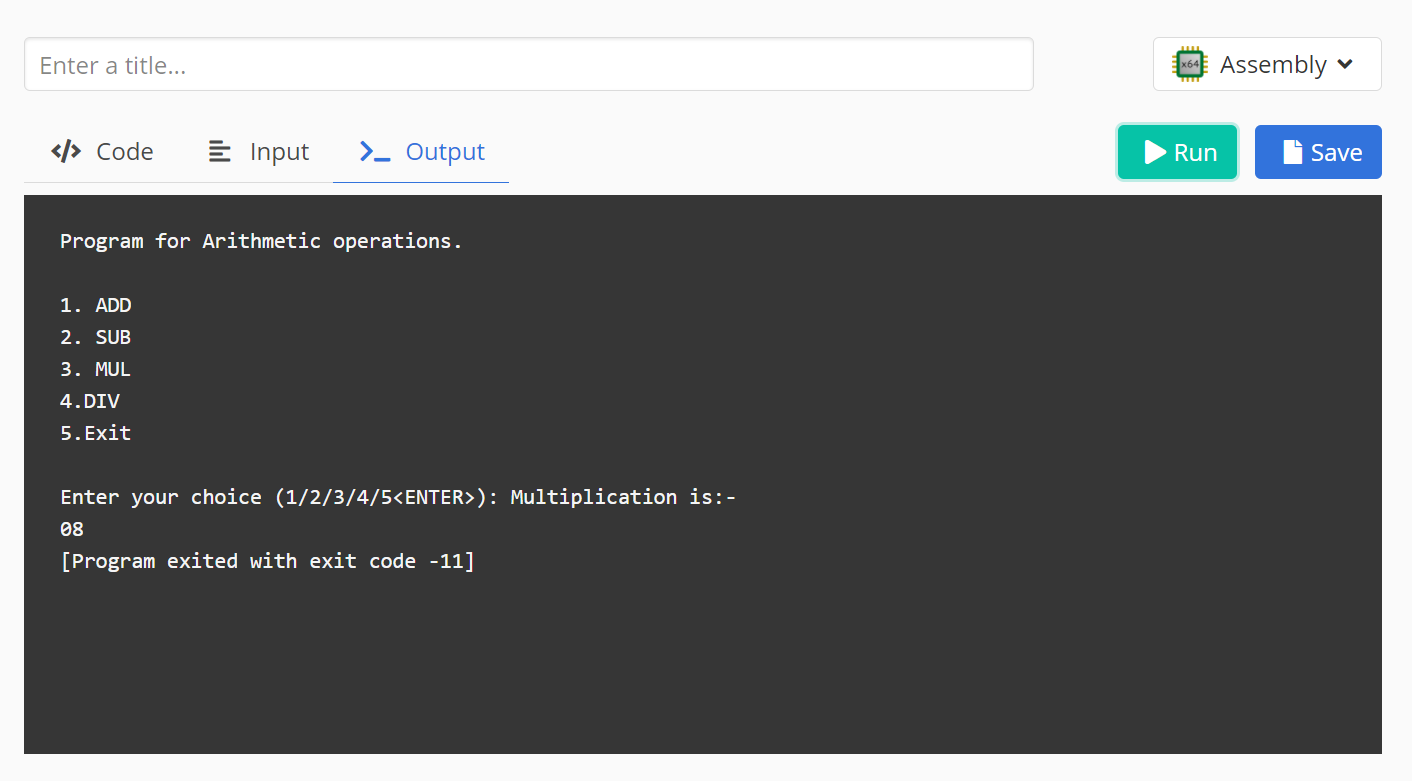 Enter a title...
x64 Assembly
Code Input Output Run Save
Program for Arithmetic operations.
1. ADD
2. SUB
3. MUL
4.DIV
5.Exit
Enter your choice (1/2/3/4/5<ENTER>): Multiplication is:-
08
[Program exited with exit code -11]